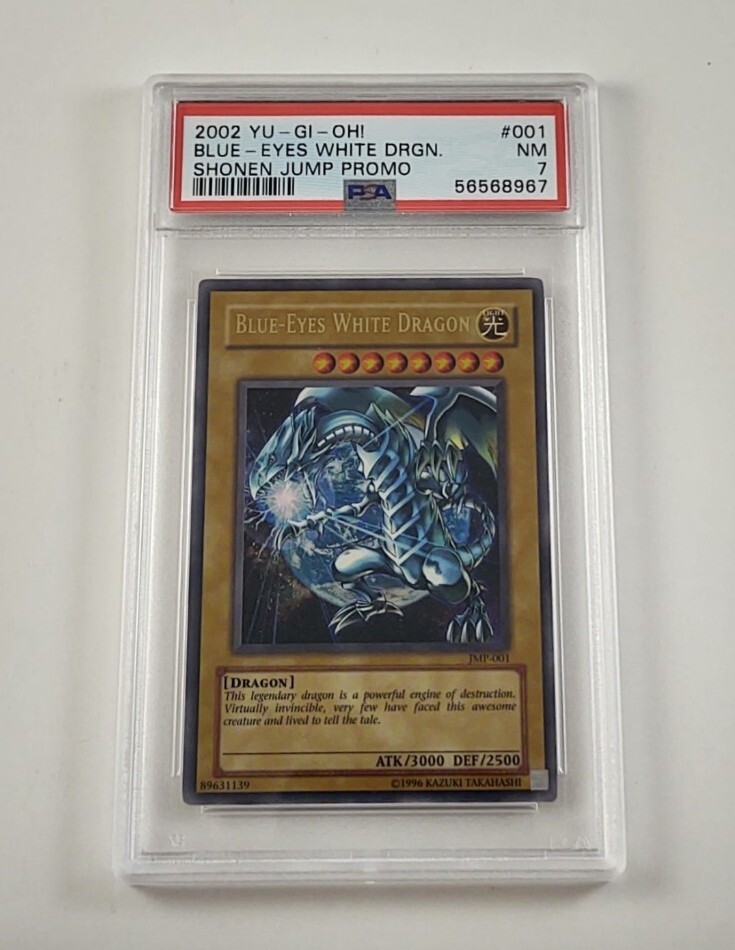 2002 YU-GI-OH! #001
BLUE-EYES WHITE DRGN. NM
SHONEN JUMP PROMO 7
PSA 56568967
BLUE-EYES WHITE DRAGON
LIGHT
光
JMP-001
[DRAGON]
This legendary dragon is a powerful engine of destruction.
Virtually invincible, very few have faced this awesome
creature and lived to tell the tale.
ATK/3000 DEF/2500
89631139 ©1996 KAZUKI TAKAHASHI